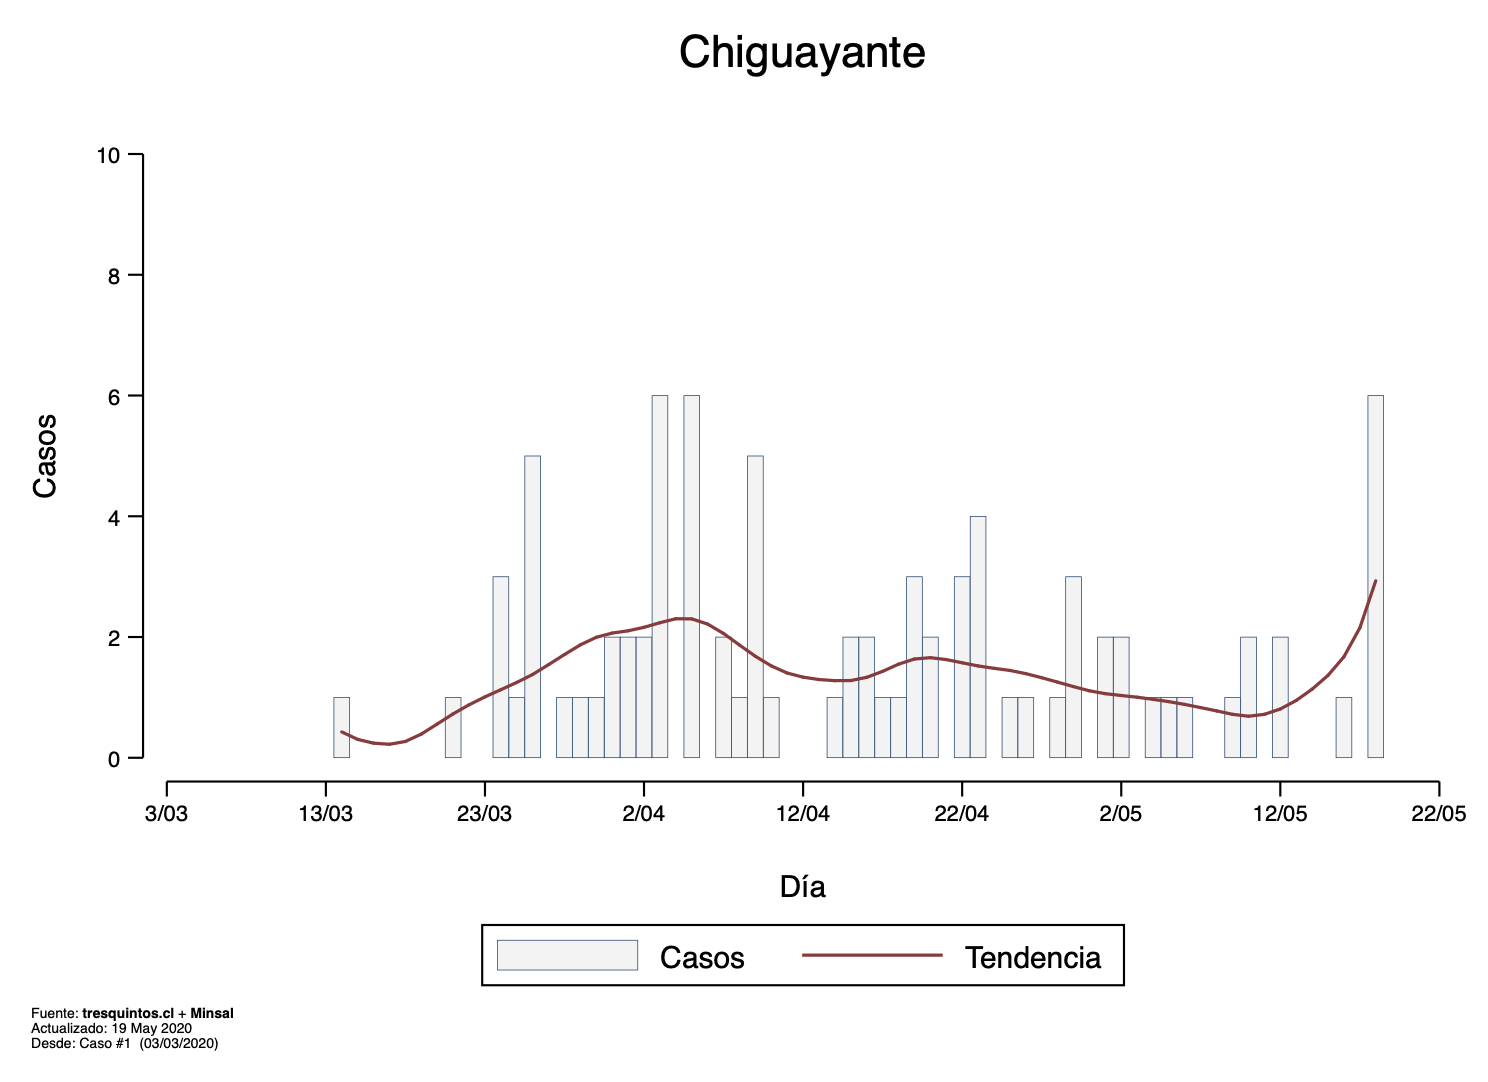 Chiguayante
10
8
6
4
2
0
Casos
3/03 13/03 23/03 2/04 12/04 22/04 2/05 12/05 22/05
Día
Casos Tendencia
Fuente: tresquintos.cl + Minsal
Actualizado: 19 May 2020
Desde: Caso #1 (03/03/2020)